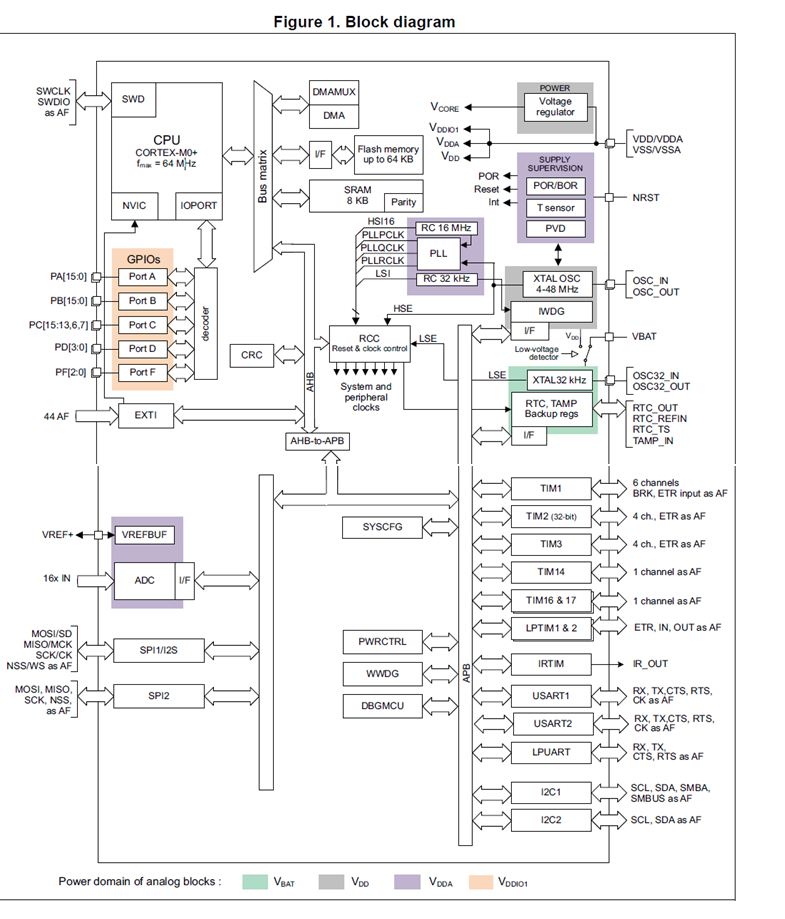 Figure 1. Block diagram
SWCLK
SWDIO
as AF
SWD
CPU
CORTEX-M0+
fmax = 64 MHz
NVIC
IOPORT
Bus matrix
DMAMUX
DMA
I/F
Flash memory
up to 64 KB
SRAM
8 KB
Parity
POWER
Voltage
regulator
VCORE
VDDIO1
VDDA
VDD
VDD/VDDA
VSS/VSSA
SUPPLY
SUPERVISION
POR
Reset
Int
POR/BOR
T sensor
PVD
NRST
HSI16
PLLPCLK
PLLQCLK
PLLRCLK
LSI
RC 16 MHz
PLL
RC 32 kHz
HSE
XTAL OSC
4-48 MHz
IWDG
I/F
OSC_IN
OSC_OUT
VDD
Low-voltage
detector
VBAT
GPIOs
PA[15:0]
Port A
PB[15:0]
Port B
PC[15:13,6,7]
Port C
PD[3:0]
Port D
PF[2:0]
Port F
decoder
44 AF
EXTI
CRC
AHB
RCC
Reset & clock control
LSE
System and
peripheral
clocks
LSE
XTAL32 kHz
RTC, TAMP
Backup regs
I/F
OSC32_IN
OSC32_OUT
RTC_OUT
RTC_REFIN
RTC_TS
TAMP_IN
AHB-to-APB
VREF+
VREFBUF
16x IN
ADC
I/F
MOSI/SD
MISO/MCK
SCK/CK
NSS/WS as AF
SPI1/I2S
MOSI, MISO,
SCK, NSS,
as AF
SPI2
SYSCFG
PWRCTRL
WWDG
DBGMCU
APB
TIM1
6 channels
BRK, ETR input as AF
TIM2 (32-bit)
4 ch., ETR as AF
TIM3
4 ch., ETR as AF
TIM14
1 channel as AF
TIM16 & 17
1 channel as AF
LPTIM1 & 2
ETR, IN, OUT as AF
IRTIM
IR_OUT
USART1
RX, TX,CTS, RTS,
CK as AF
USART2
RX, TX,CTS, RTS,
CK as AF
LPUART
RX, TX,
CTS, RTS as AF
I2C1
SCL, SDA, SMBA,
SMBUS as AF
I2C2
SCL, SDA as AF
Power domain of analog blocks :
VBAT
VDD
VDDA
VDDIO1